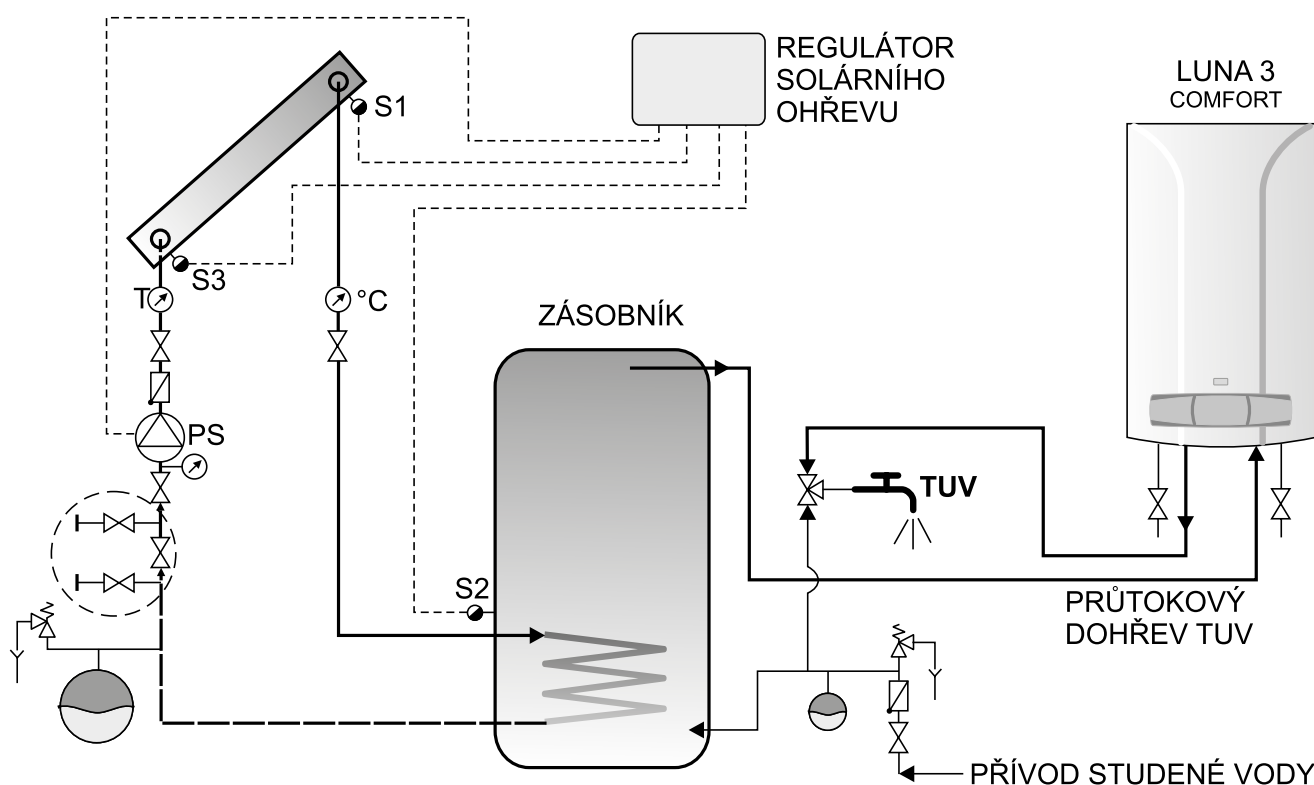 REGULÁTOR
SOLÁRNÍHO
OHŘEVU
LUNA 3
COMFORT
S1
S3
T
°C
ZÁSOBNÍK
PS
TUV
S2
PRŮTOKOVÝ
DOHŘEV TUV
PŘÍVOD STUDENÉ VODY